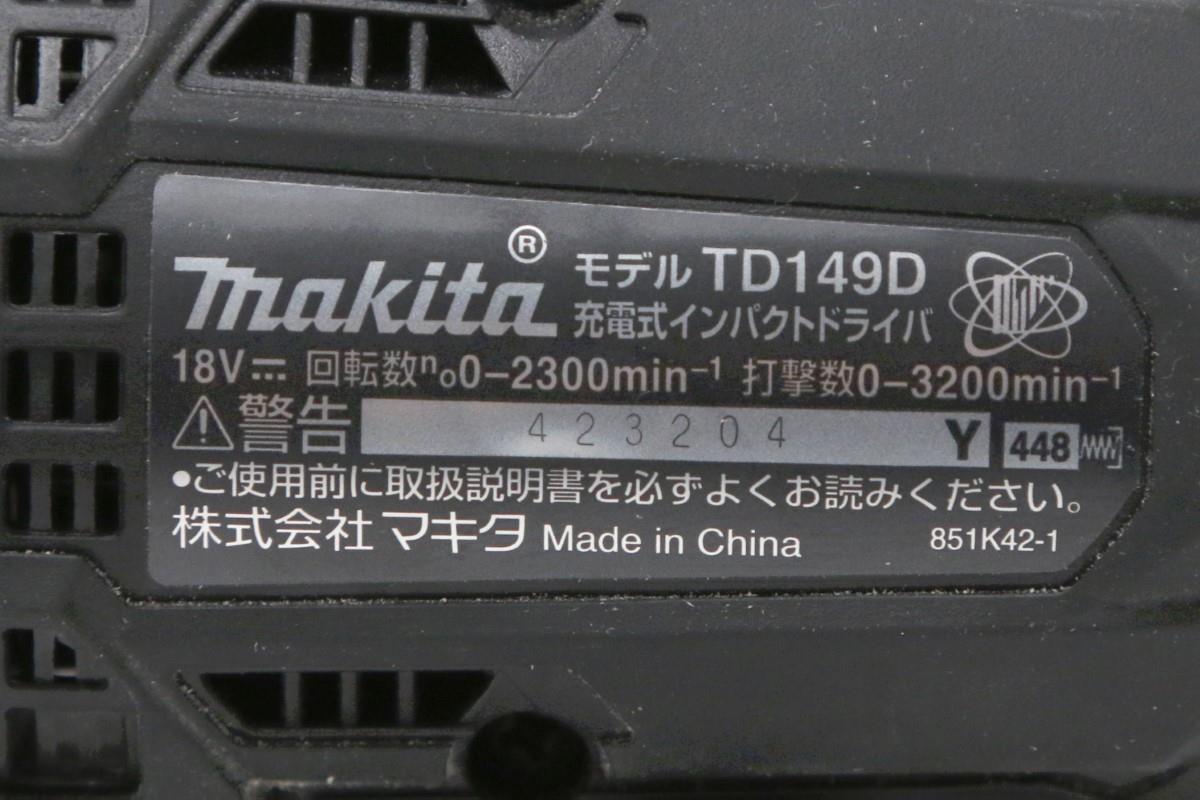 makita® モデル TD149D
充電式インパクトドライバ
18V⎓ 回転数n₀0-2300min⁻¹ 打撃数0-3200min⁻¹
⚠警告 423204 Y 448
•ご使用前に取扱説明書を必ずよくお読みください。
株式会社マキタ Made in China 851K42-1